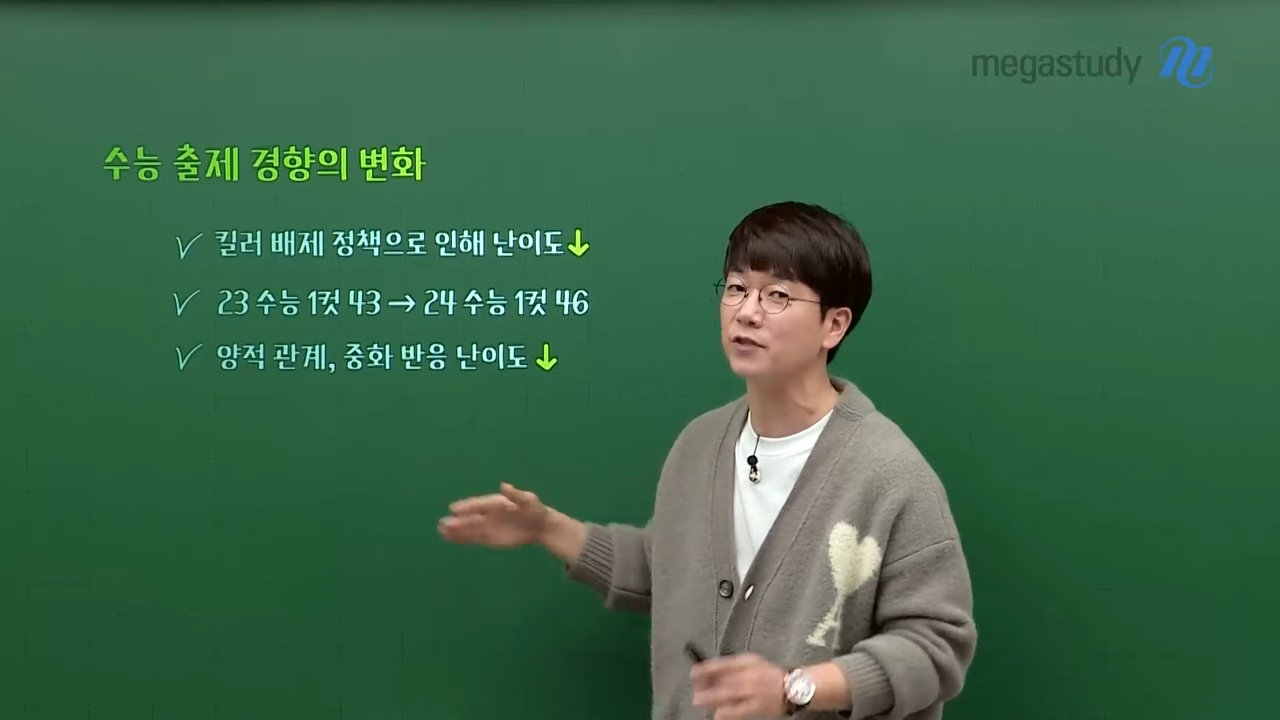 megastudy
수능 출제 경향의 변화
✓ 킬러 배제 정책으로 인해 난이도↓
✓ 23 수능 1컷 43 → 24 수능 1컷 46
✓ 양적 관계, 중화 반응 난이도 ↓